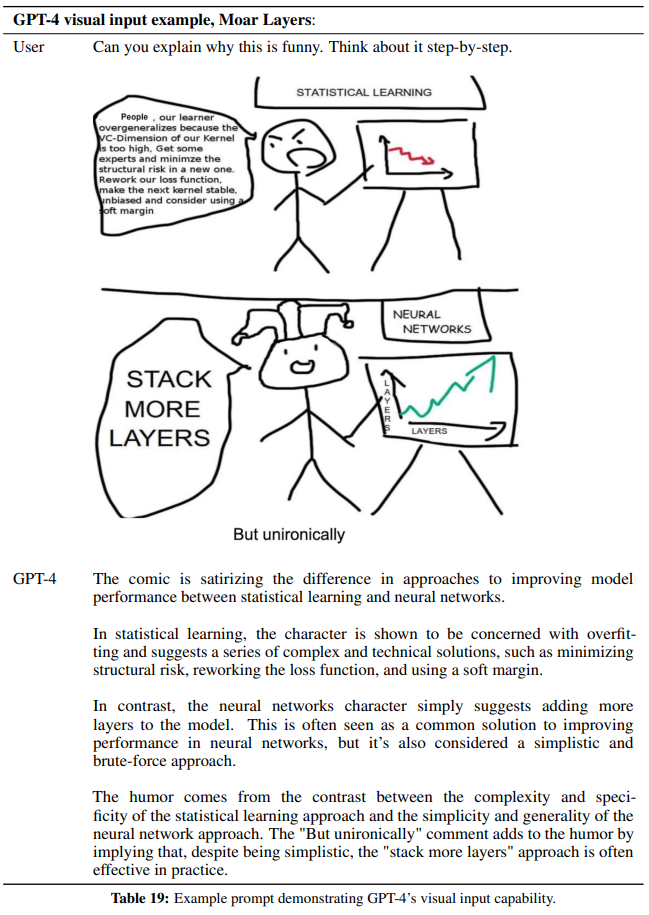 GPT-4 visual input example, Moar Layers:
User Can you explain why this is funny. Think about it step-by-step.
STATISTICAL LEARNING
People , our learner
overgeneralizes because the
VC-Dimension of our Kernel
is too high, Get some
experts and minimze the
structural risk in a new one.
Rework our loss function,
make the next kernel stable,
unbiased and consider using a
soft margin
NEURAL
NETWORKS
STACK
MORE
LAYERS
LAYERS
LAYERS
But unironically
GPT-4 The comic is satirizing the difference in approaches to improving model
performance between statistical learning and neural networks.
In statistical learning, the character is shown to be concerned with overfit-
ting and suggests a series of complex and technical solutions, such as minimizing
structural risk, reworking the loss function, and using a soft margin.
In contrast, the neural networks character simply suggests adding more
layers to the model. This is often seen as a common solution to improving
performance in neural networks, but it's also considered a simplistic and
brute-force approach.
The humor comes from the contrast between the complexity and speci-
ficity of the statistical learning approach and the simplicity and generality of the
neural network approach. The "But unironically" comment adds to the humor by
implying that, despite being simplistic, the "stack more layers" approach is often
effective in practice.
Table 19: Example prompt demonstrating GPT-4's visual input capability.